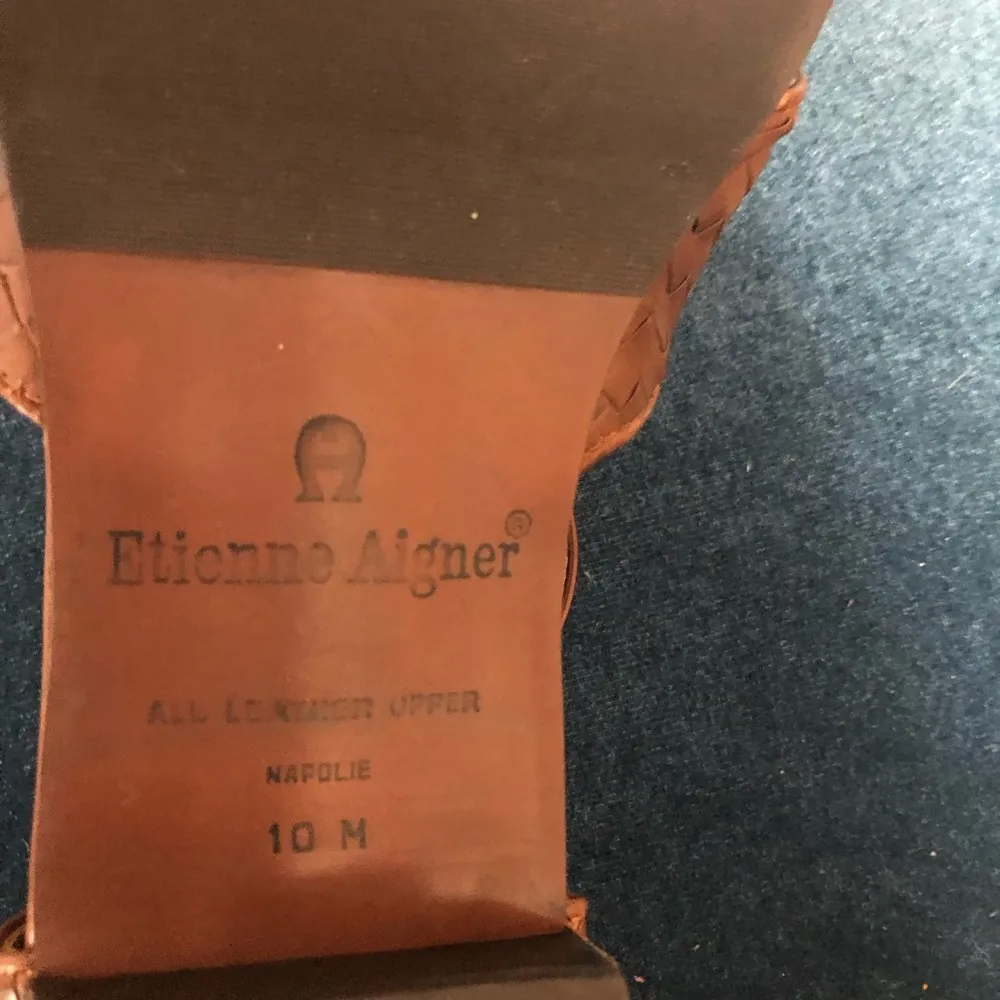 Etienne Aigner®
ALL LEATHER UPPER
NAPOLIE
10 M